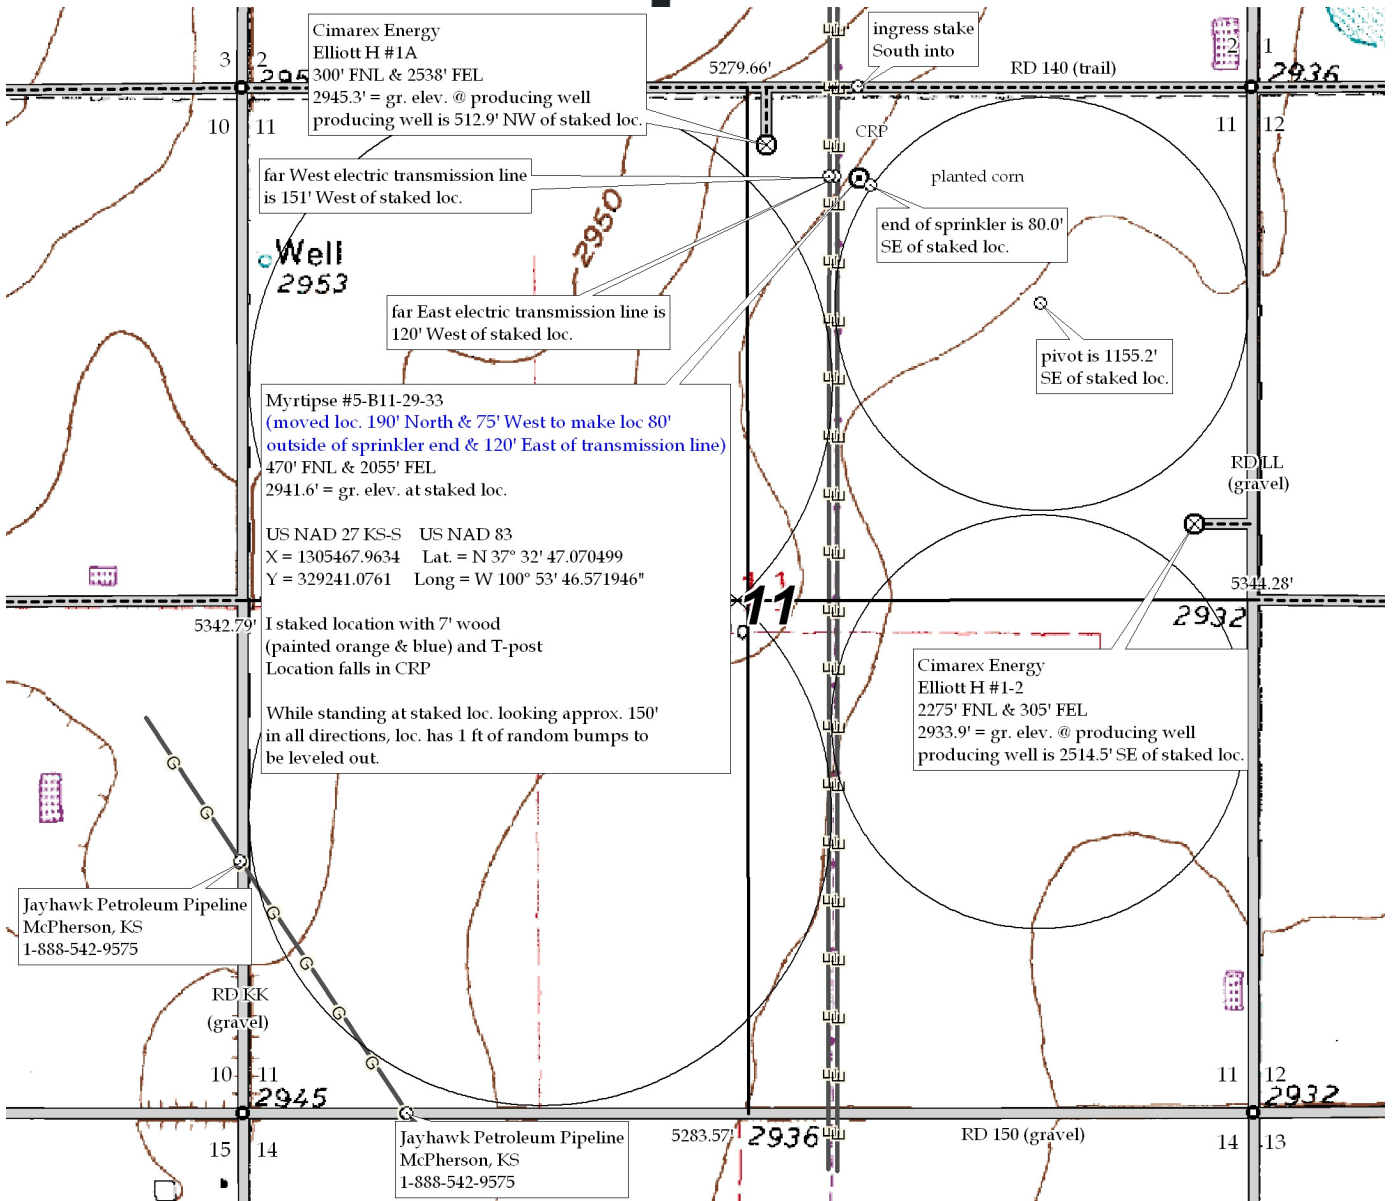 Cimarex Energy
Elliott H #1A
300' FNL & 2538' FEL
2945.3' = gr. elev. @ producing well
producing well is 512.9' NW of staked loc.
ingress stake
South into
3 2
295
5279.66'
RD 140 (trail)
2 1
2936
10 11
11 12
CRP
far West electric transmission line
is 151' West of staked loc.
planted corn
2950
end of sprinkler is 80.0'
SE of staked loc.
Well
2953
far East electric transmission line is
120' West of staked loc.
pivot is 1155.2'
SE of staked loc.
Myrtipse #5-B11-29-33
(moved loc. 190' North & 75' West to make loc 80'
outside of sprinkler end & 120' East of transmission line)
470' FNL & 2055' FEL
2941.6' = gr. elev. at staked loc.
US NAD 27 KS-S US NAD 83
X = 1305467.9634 Lat. = N 37° 32' 47.070499
Y = 329241.0761 Long = W 100° 53' 46.571946"
I staked location with 7' wood
(painted orange & blue) and T-post
Location falls in CRP
While standing at staked loc. looking approx. 150'
in all directions, loc. has 1 ft of random bumps to
be leveled out.
RD LL
(gravel)
5344.28'
11
2932
5342.79'
Cimarex Energy
Elliott H #1-2
2275' FNL & 305' FEL
2933.9' = gr. elev. @ producing well
producing well is 2514.5' SE of staked loc.
G
G
Jayhawk Petroleum Pipeline
McPherson, KS
1-888-542-9575
G
G
RD KK
(gravel)
G
G
10 11
2945
11 12
2932
Jayhawk Petroleum Pipeline
McPherson, KS
1-888-542-9575
5283.57'
2936
RD 150 (gravel)
15 14
14 13